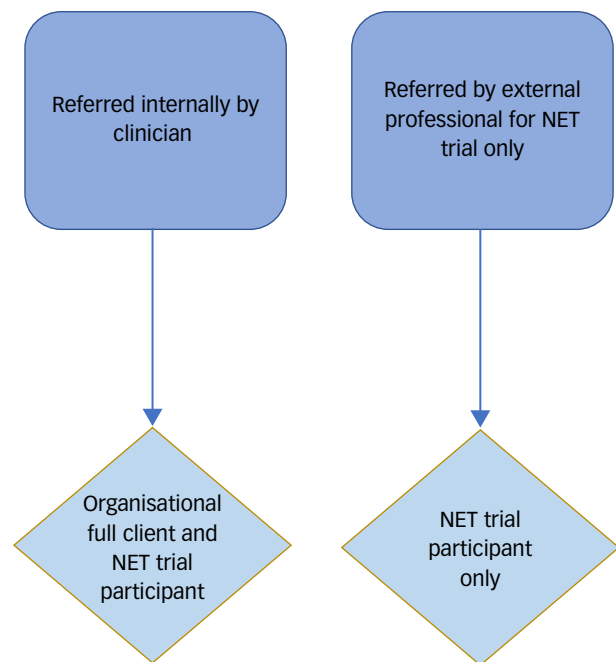 Referred internally by
clinician
Referred by external
professional for NET
trial only
Organisational
full client and
NET trial
participant
NET trial
participant
only